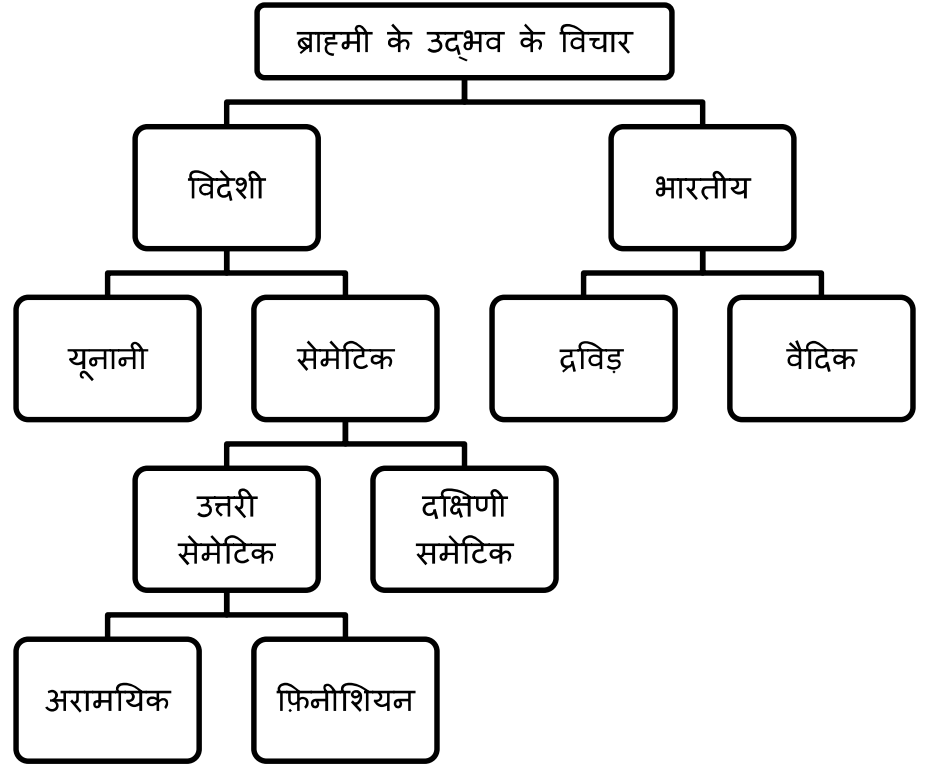 ब्राह्मी के उद्‌भव के विचार
विदेशी
भारतीय
यूनानी
सेमेटिक
द्रविड़
वैदिक
उत्तरी
सेमेटिक
दक्षिणी
समेटिक
अरामयिक
फ़िनीशियन